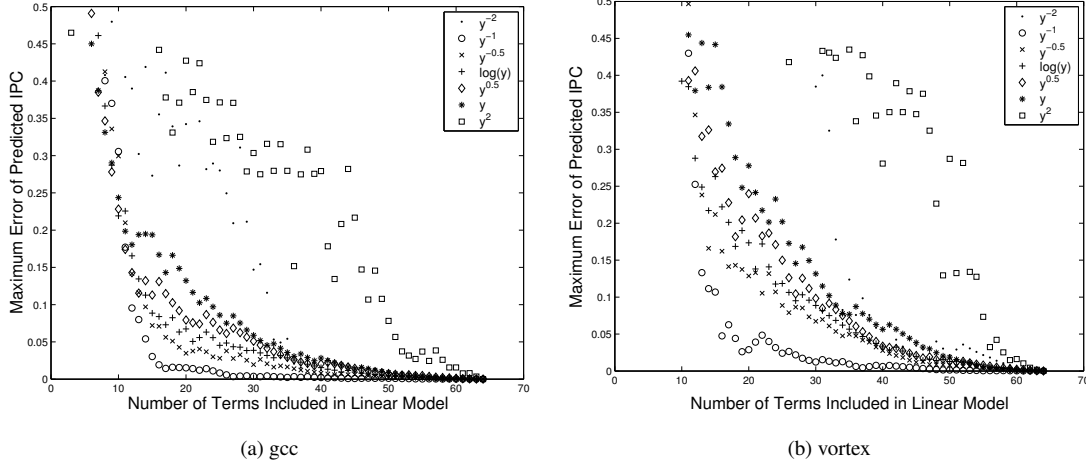 Maximum Error of Predicted IPC
0.5
0.45
0.4
0.35
0.3
0.25
0.2
0.15
0.1
0.05
0
0 10 20 30 40 50 60 70
Number of Terms Included in Linear Model
y⁻²
y⁻¹
y⁻⁰·⁵
log(y)
y⁰·⁵
y
y²
(a) gcc
Maximum Error of Predicted IPC
0.5
0.45
0.4
0.35
0.3
0.25
0.2
0.15
0.1
0.05
0
0 10 20 30 40 50 60 70
Number of Terms Included in Linear Model
y⁻²
y⁻¹
y⁻⁰·⁵
log(y)
y⁰·⁵
y
y²
(b) vortex